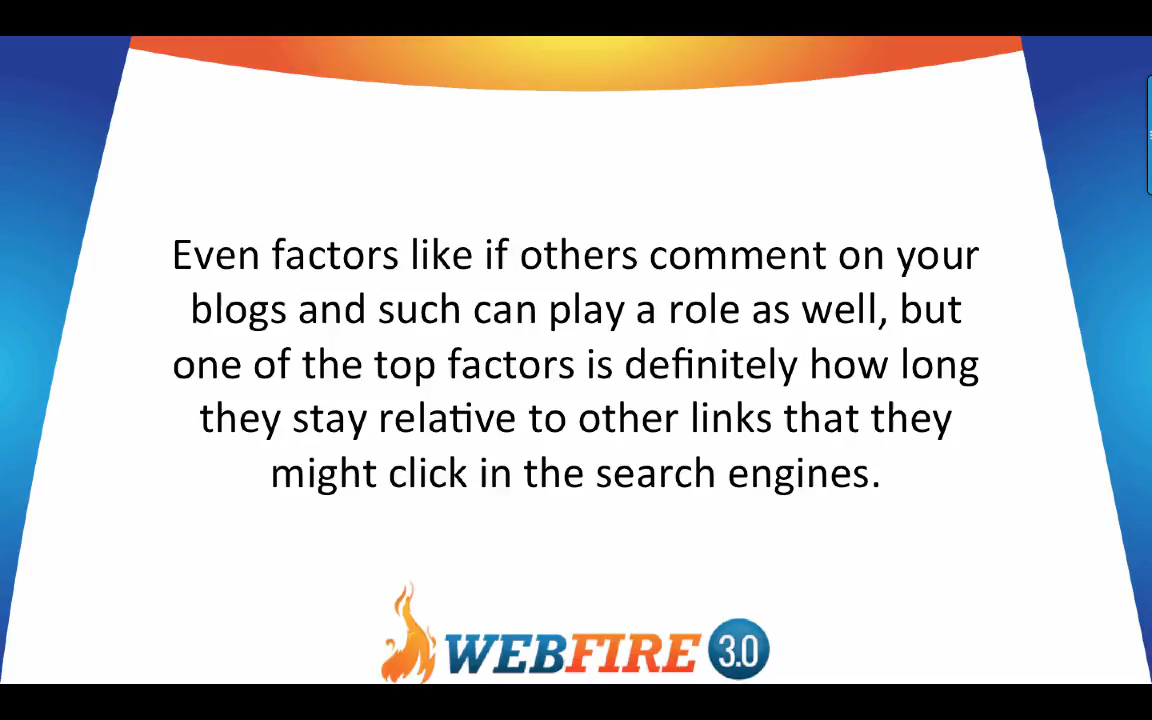 Even factors like if others comment on your
blogs and such can play a role as well, but
one of the top factors is definitely how long
they stay relative to other links that they
might click in the search engines.
WEBFIRE 3.0